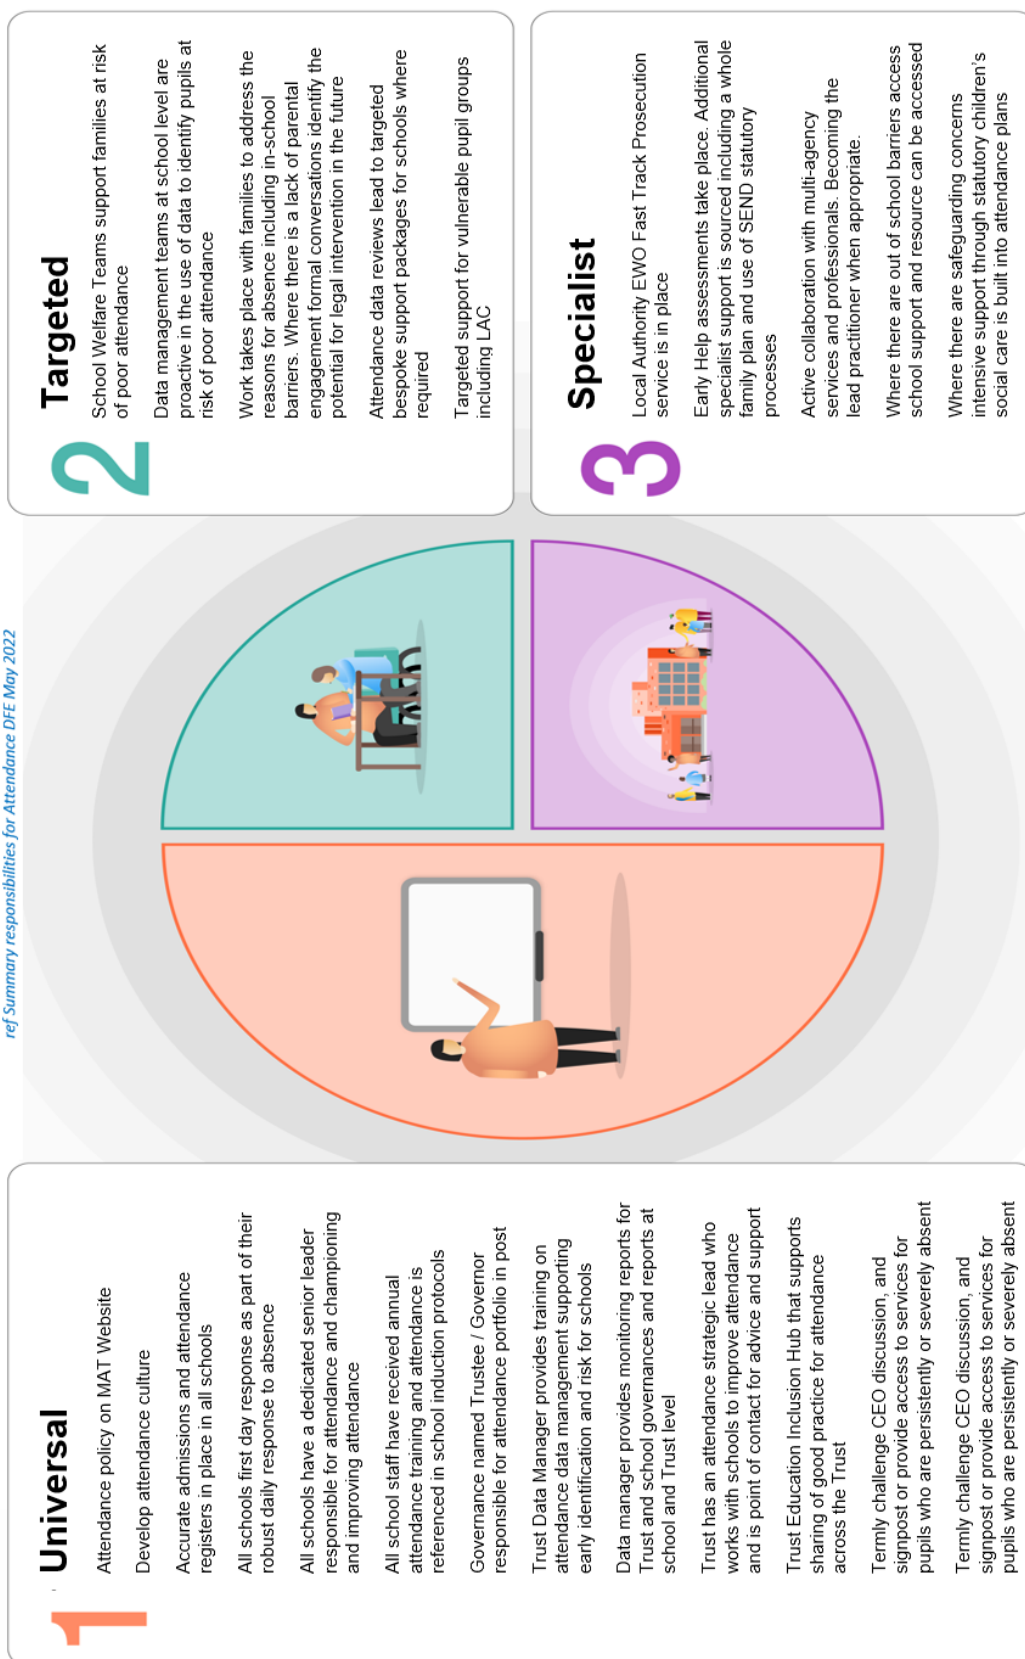 ref Summary responsibilities for Attendance DFE May 2022
1
Universal
Attendance policy on MAT Website
Develop attendance culture
Accurate admissions and attendance
registers in place in all schools
All schools first day response as part of their
robust daily response to absence
All schools have a dedicated senior leader
responsible for attendance and championing
and improving attendance
All school staff have received annual
attendance training and attendance is
referenced in school induction protocols
Governance named Trustee / Governor
responsible for attendance portfolio in post
Trust Data Manager provides training on
attendance data management supporting
early identification and risk for schools
Data manager provides monitoring reports for
Trust and school governances and reports at
school and Trust level
Trust has an attendance strategic lead who
works with schools to improve attendance
and is point of contact for advice and support
Trust Education Inclusion Hub that supports
sharing of good practice for attendance
across the Trust
Termly challenge CEO discussion, and
signpost or provide access to services for
pupils who are persistently or severely absent
Termly challenge CEO discussion, and
signpost or provide access to services for
pupils who are persistently or severely absent
2
Targeted
School Welfare Teams support families at risk
of poor attendance
Data management teams at school level are
proactive in the use of data to identify pupils at
risk of poor attendance
Work takes place with families to address the
reasons for absence including in-school
barriers. Where there is a lack of parental
engagement formal conversations identify the
potential for legal intervention in the future
Attendance data reviews lead to targeted
bespoke support packages for schools where
required
Targeted support for vulnerable pupil groups
including LAC
3
Specialist
Local Authority EWO Fast Track Prosecution
service is in place
Early Help assessments take place. Additional
specialist support is sourced including a whole
family plan and use of SEND statutory
processes
Active collaboration with multi-agency
services and professionals. Becoming the
lead practitioner when appropriate.
Where there are out of school barriers access
school support and resource can be accessed
Where there are safeguarding concerns
intensive support through statutory children's
social care is built into attendance plans